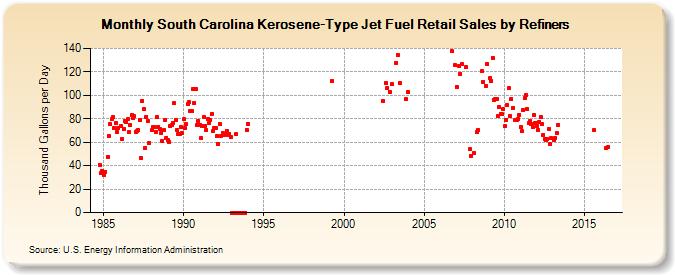 Monthly South Carolina Kerosene-Type Jet Fuel Retail Sales by Refiners
Thousand Gallons per Day
140
120
100
80
60
40
20
0
1985 1990 1995 2000 2005 2010 2015
Source: U.S. Energy Information Administration